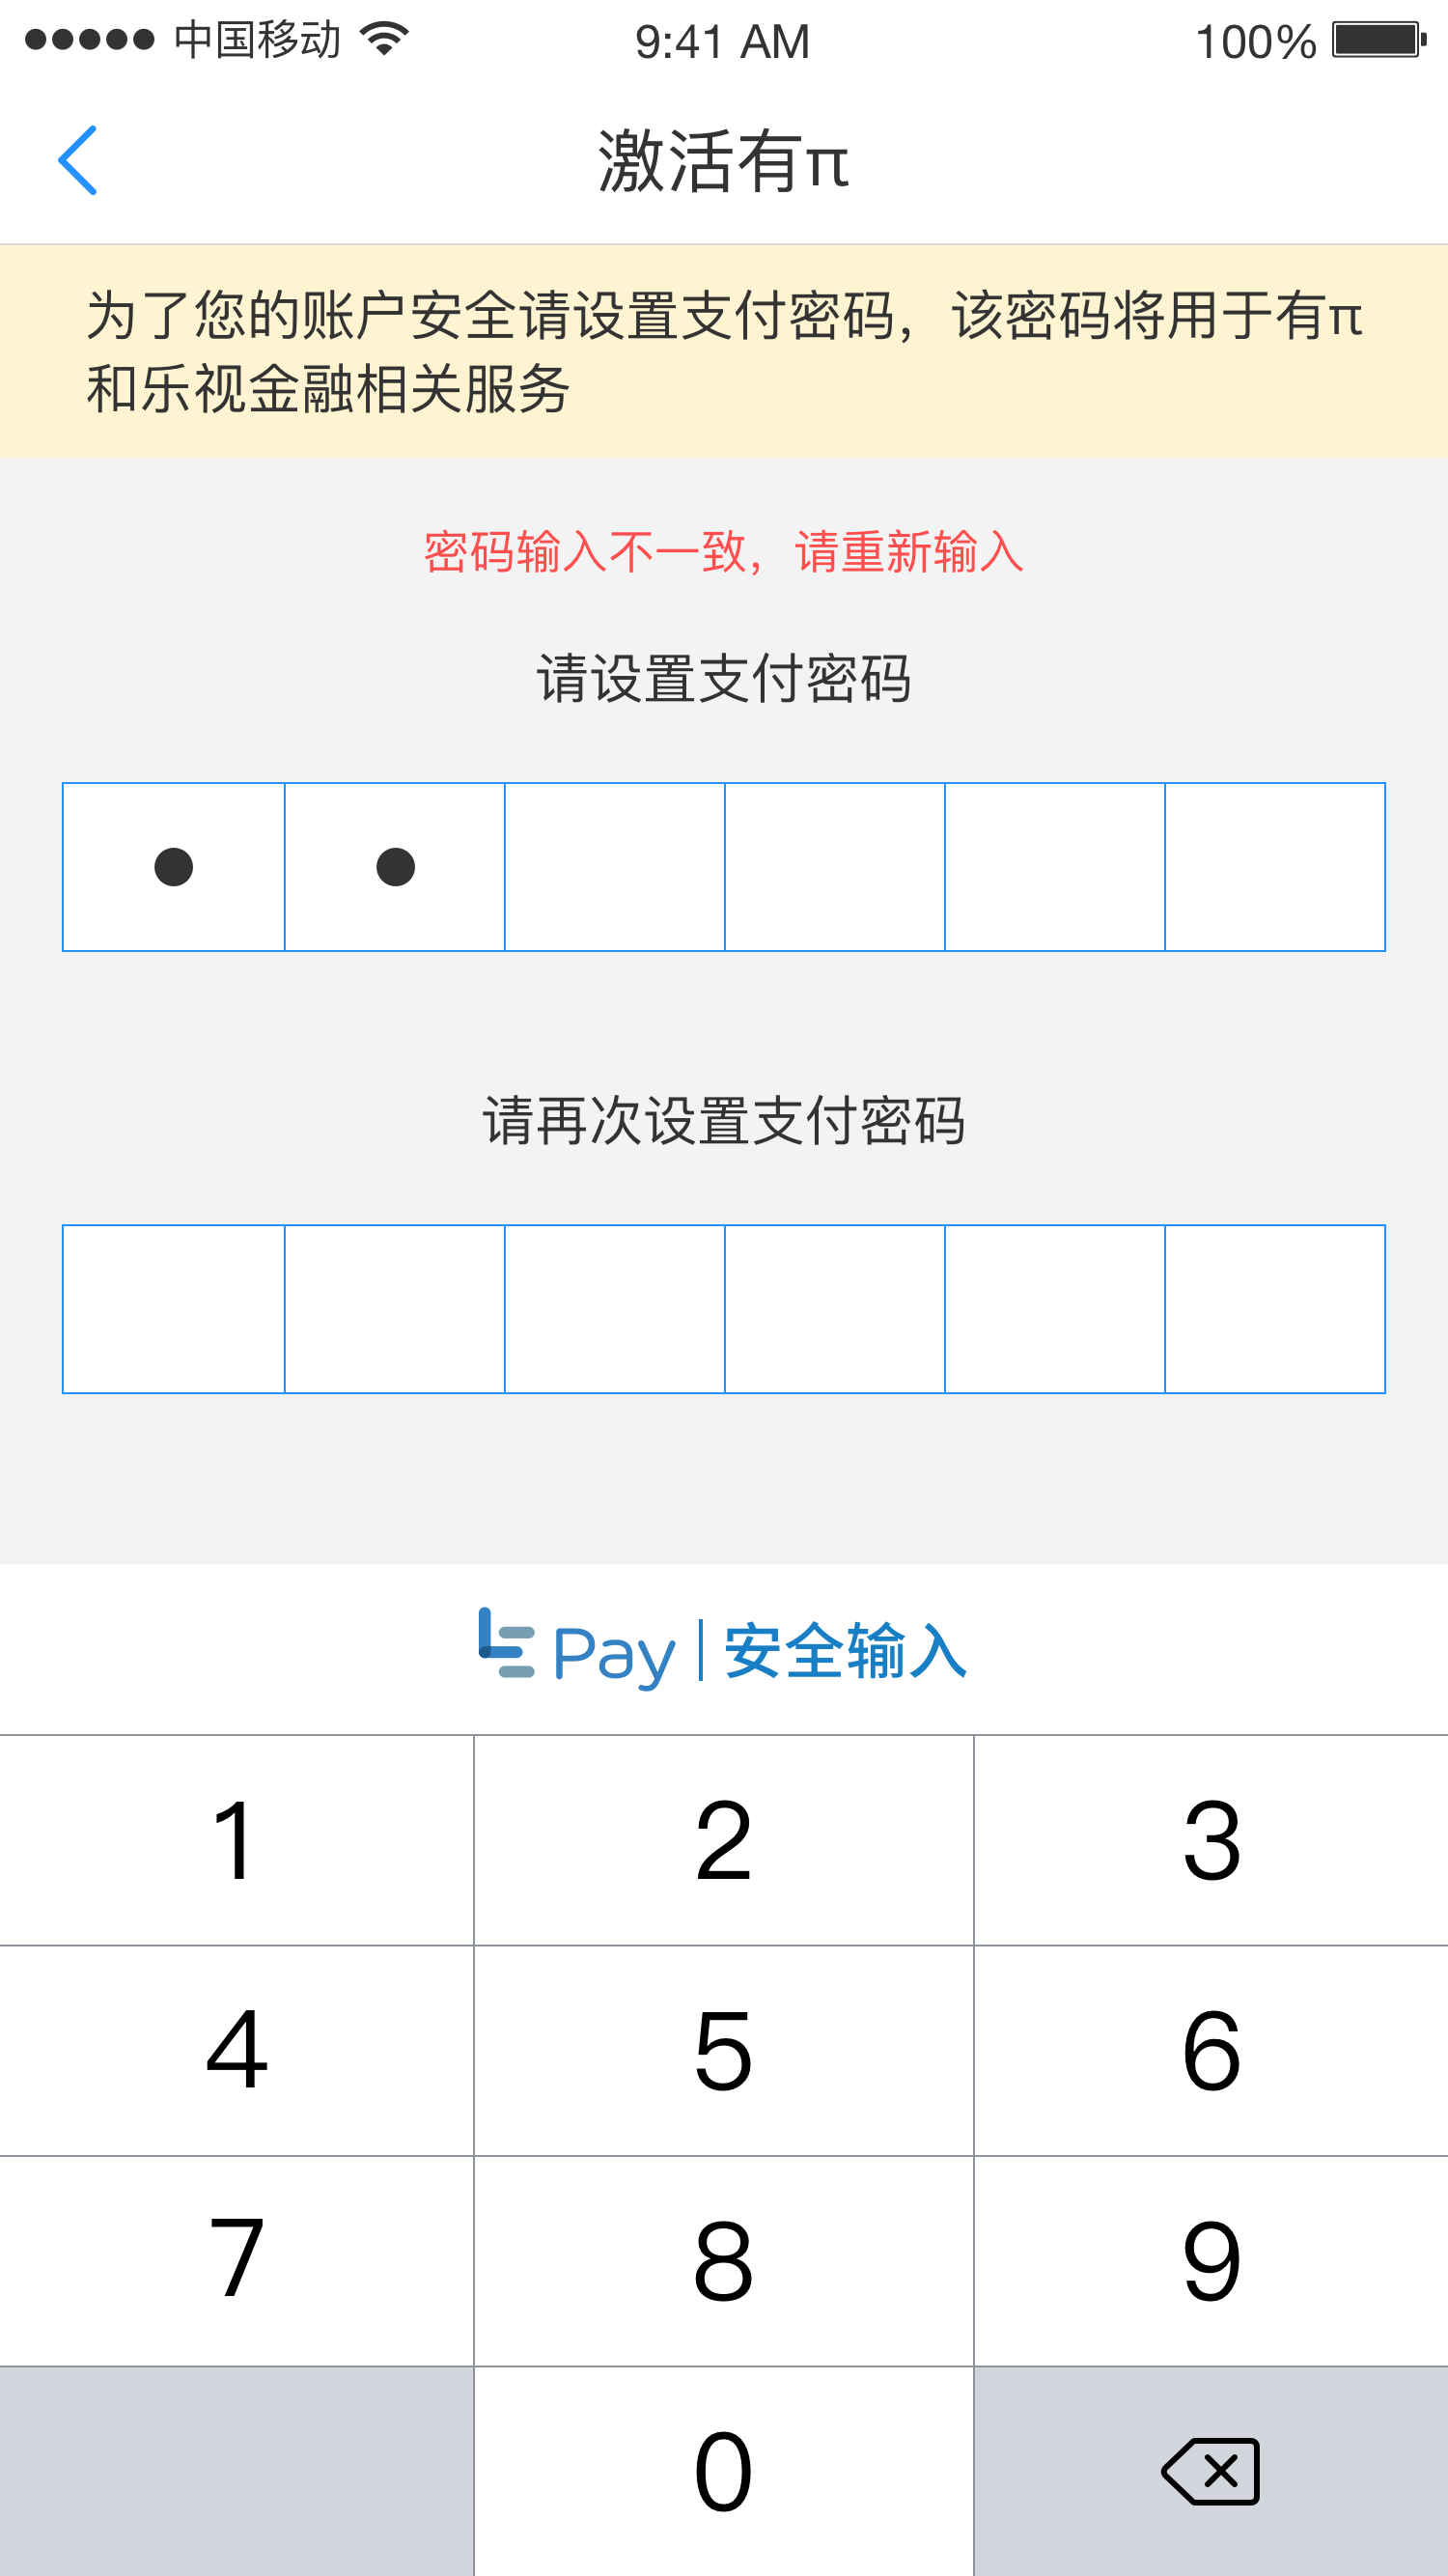 中国移动 9:41 AM 100%
激活有π
为了您的账户安全请设置支付密码，该密码将用于有π
和乐视金融相关服务
密码输入不一致，请重新输入
请设置支付密码
请再次设置支付密码
Le Pay 安全输入
1 2 3
4 5 6
7 8 9
0